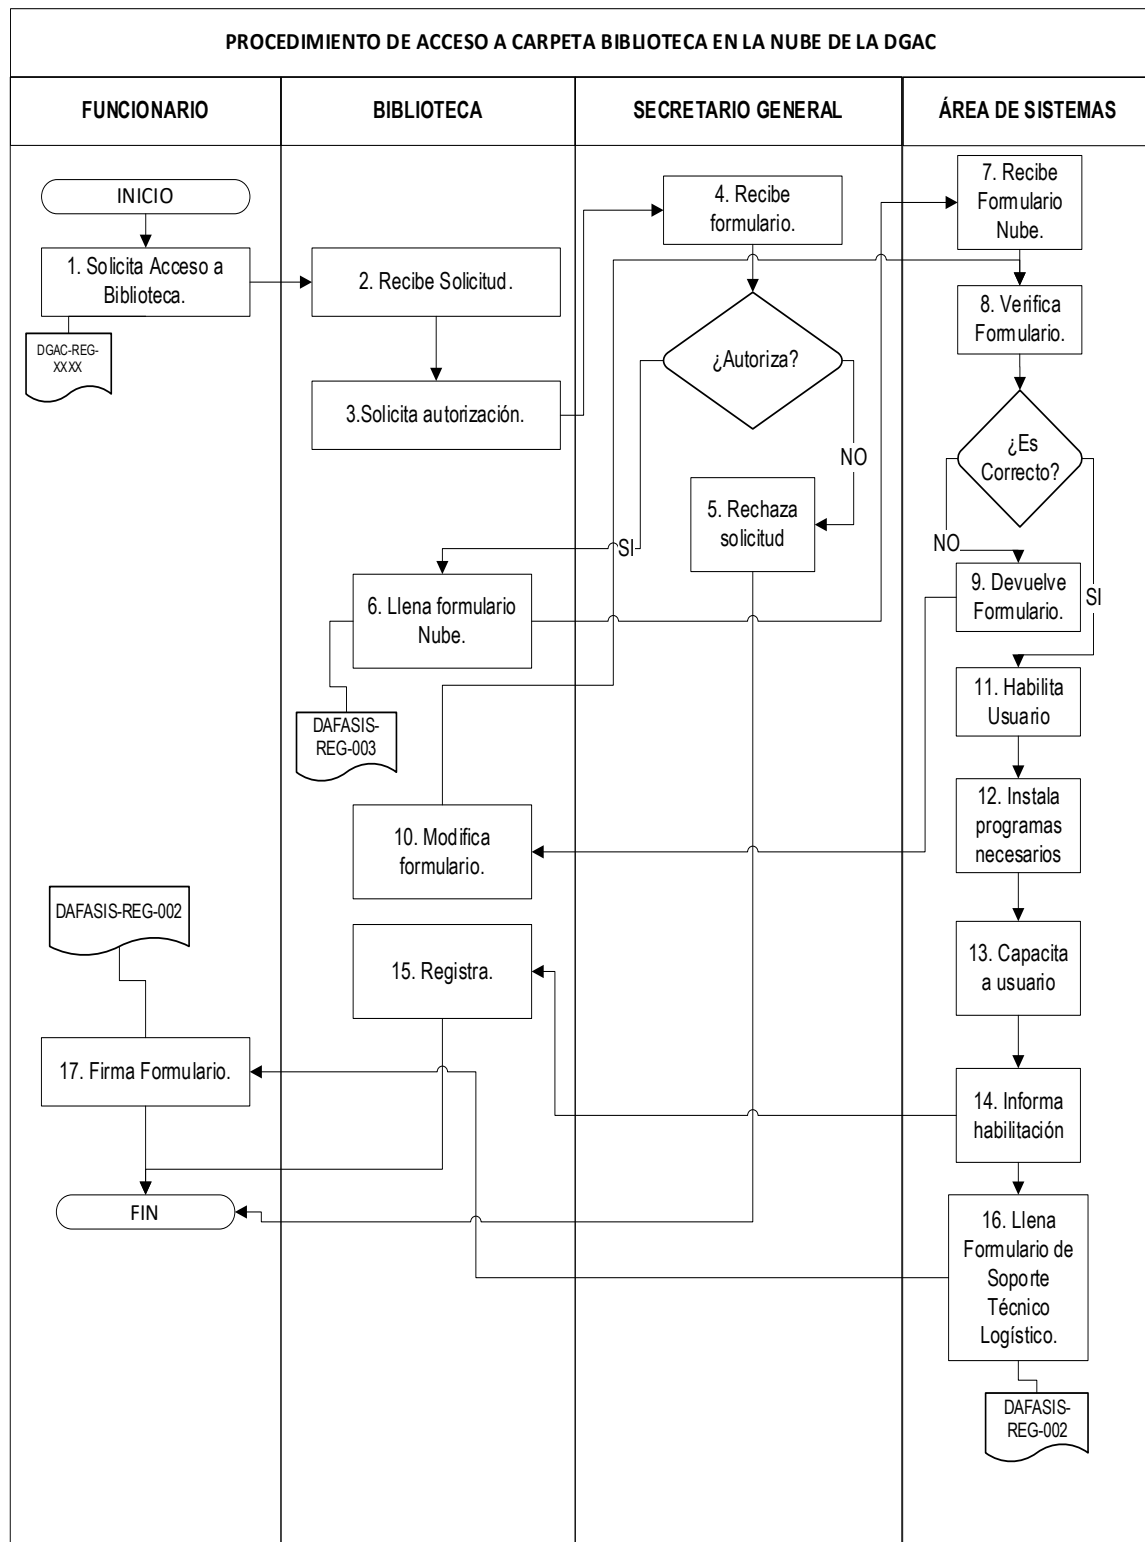 PROCEDIMIENTO DE ACCESO A CARPETA BIBLIOTECA EN LA NUBE DE LA DGAC
FUNCIONARIO
BIBLIOTECA
SECRETARIO GENERAL
ÁREA DE SISTEMAS
INICIO
1. Solicita Acceso a
Biblioteca.
DGAC-REG-
XXXX
2. Recibe Solicitud.
3.Solicita autorización.
4. Recibe
formulario.
¿Autoriza?
NO
SI
5. Rechaza
solicitud
6. Llena formulario
Nube.
DAFASIS-
REG-003
7. Recibe
Formulario
Nube.
8. Verifica
Formulario.
¿Es
Correcto?
NO
SI
9. Devuelve
Formulario.
10. Modifica
formulario.
11. Habilita
Usuario
12. Instala
programas
necesarios
13. Capacita
a usuario
14. Informa
habilitación
15. Registra.
16. Llena
Formulario de
Soporte
Técnico
Logístico.
DAFASIS-
REG-002
DAFASIS-REG-002
17. Firma Formulario.
FIN